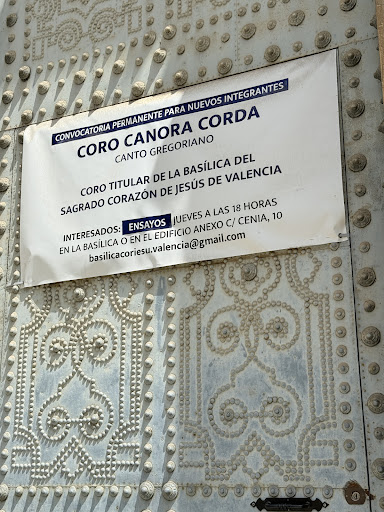 CONVOCATORIA PERMANENTE PARA NUEVOS INTEGRANTES
CORO CANORA CORDA
CANTO GREGORIANO
CORO TITULAR DE LA BASÍLICA DEL
SAGRADO CORAZÓN DE JESÚS DE VALENCIA
INTERESADOS: ENSAYOS JUEVES A LAS 18 HORAS
EN LA BASÍLICA O EN EL EDIFICIO ANEXO C/ CENIA, 10
basilicacoriesu.valencia@gmail.com